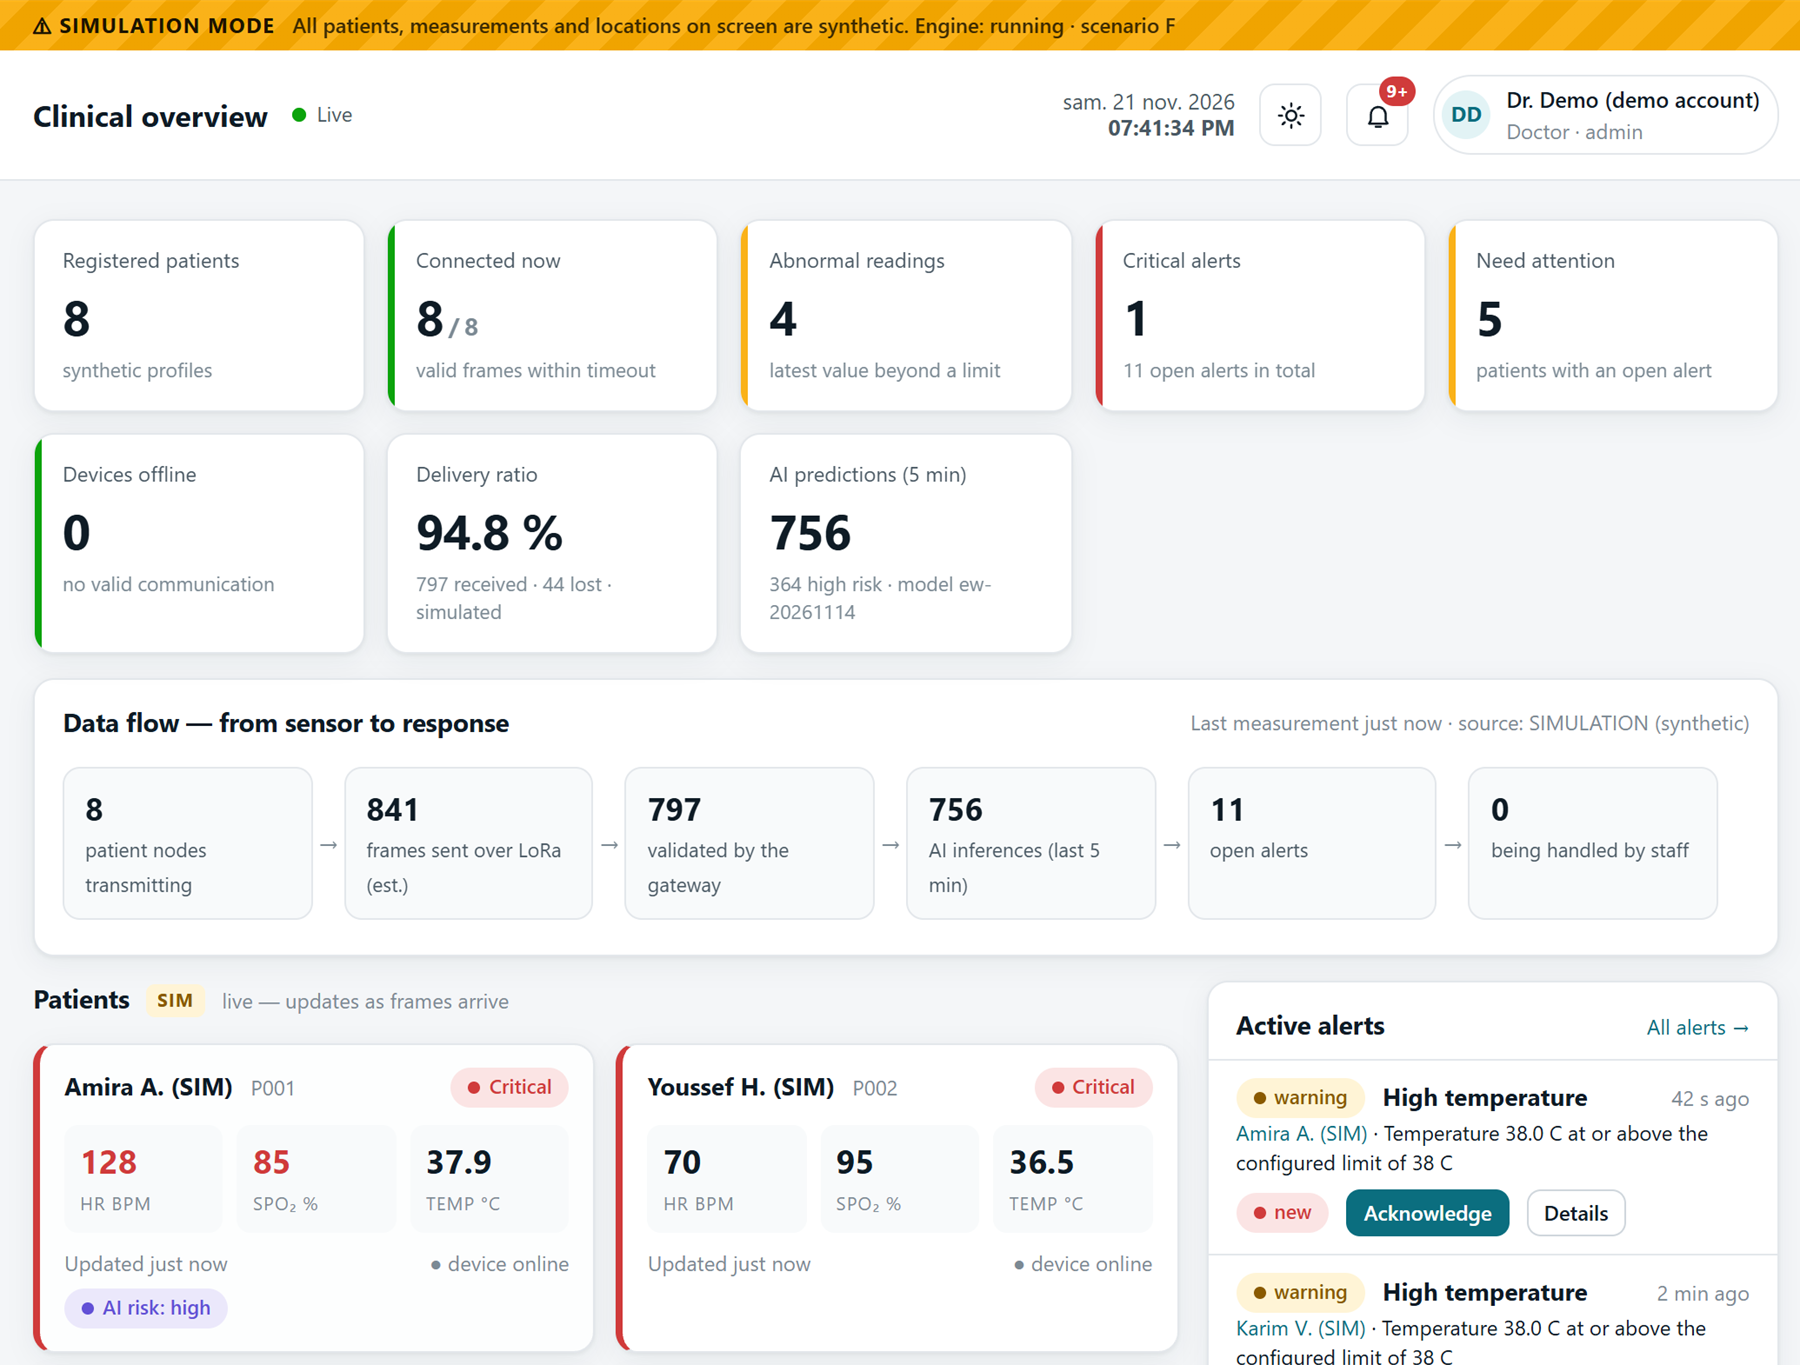 ⚠ SIMULATION MODE All patients, measurements and locations on screen are synthetic. Engine: running · scenario F
Clinical overview
Live
sam. 21 nov. 2026
07:41:34 PM
9+
DD
Dr. Demo (demo account)
Doctor · admin
Registered patients
8
synthetic profiles
Connected now
8 / 8
valid frames within timeout
Abnormal readings
4
latest value beyond a limit
Critical alerts
1
11 open alerts in total
Need attention
5
patients with an open alert
Devices offline
0
no valid communication
Delivery ratio
94.8 %
797 received · 44 lost ·
simulated
AI predictions (5 min)
756
364 high risk · model ew-
20261114
Data flow — from sensor to response
Last measurement just now · source: SIMULATION (synthetic)
8
patient nodes
transmitting
→
841
frames sent over LoRa
(est.)
→
797
validated by the
gateway
→
756
AI inferences (last 5
min)
→
11
open alerts
→
0
being handled by staff
Patients SIM live — updates as frames arrive
Amira A. (SIM) P001
Critical
128
HR BPM
85
SPO₂ %
37.9
TEMP °C
Updated just now
● device online
AI risk: high
Youssef H. (SIM) P002
Critical
70
HR BPM
95
SPO₂ %
36.5
TEMP °C
Updated just now
● device online
Active alerts
All alerts →
warning High temperature 42 s ago
Amira A. (SIM) · Temperature 38.0 C at or above the
configured limit of 38 C
new Acknowledge Details
warning High temperature 2 min ago
Karim V. (SIM) · Temperature 38.0 C at or above the
configured limit of 38 C